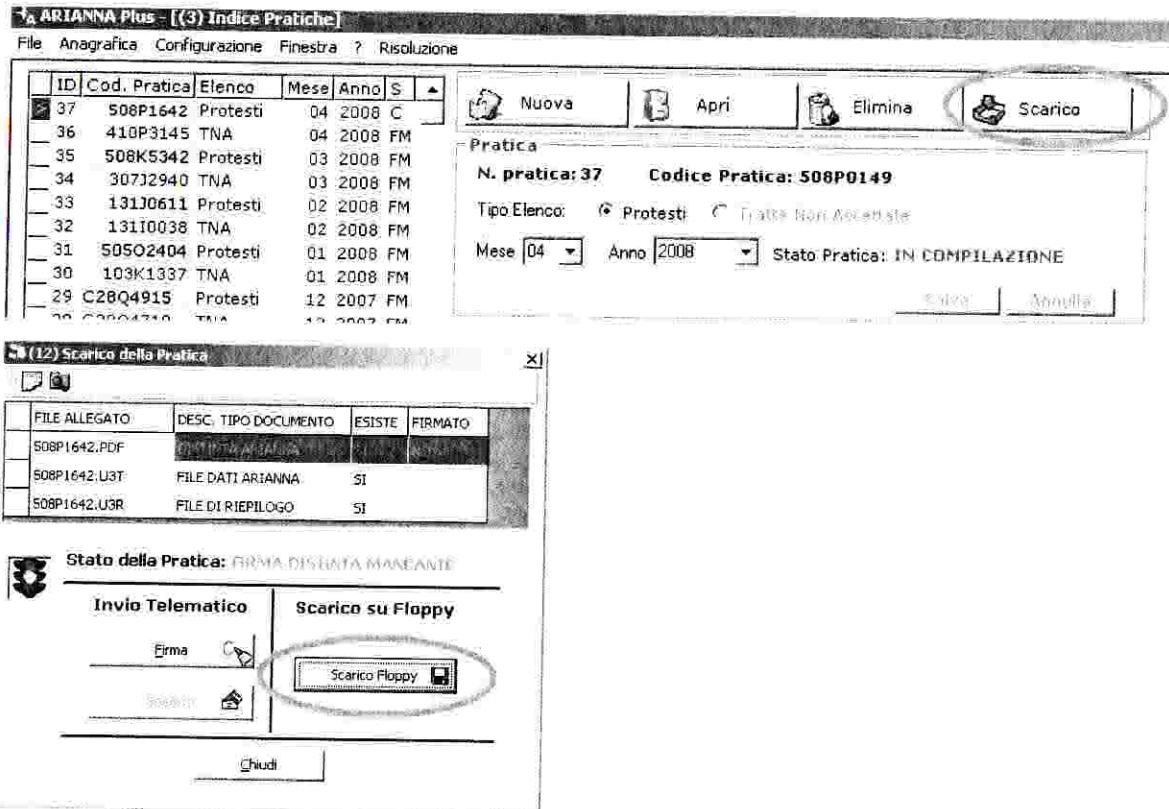 ARIANNA Plus - [(3) Indice Pratiche]
File Anagrafica Configurazione Finestra ? Risoluzione
ID Cod. Pratica Elenco Mese Anno S
37 508P1642 Protesti 04 2008 C
36 410P3145 TNA 04 2008 FM
35 508K5342 Protesti 03 2008 FM
34 307J2940 TNA 03 2008 FM
33 131J0611 Protesti 02 2008 FM
32 131I0038 TNA 02 2008 FM
31 505O2404 Protesti 01 2008 FM
30 103K1337 TNA 01 2008 FM
29 C28Q4915 Protesti 12 2007 FM
Nuova Apri Elimina Scarico
Pratica
N. pratica: 37 Codice Pratica: 508P0149
Tipo Elenco: Protesti Tratte Non Accettate
Mese 04 Anno 2008 Stato Pratica: IN COMPILAZIONE
Salva Annulla
(12) Scarico della Pratica
FILE ALLEGATO DESC. TIPO DOCUMENTO ESISTE FIRMATO
508P1642.PDF
508P1642.U3T FILE DATI ARIANNA SI
508P1642.U3R FILE DI RIEPILOGO SI
Stato della Pratica: FIRMA DISTINTA MANCANTE
Invio Telematico Scarico su Floppy
Firma
Scarico Floppy
Chiudi